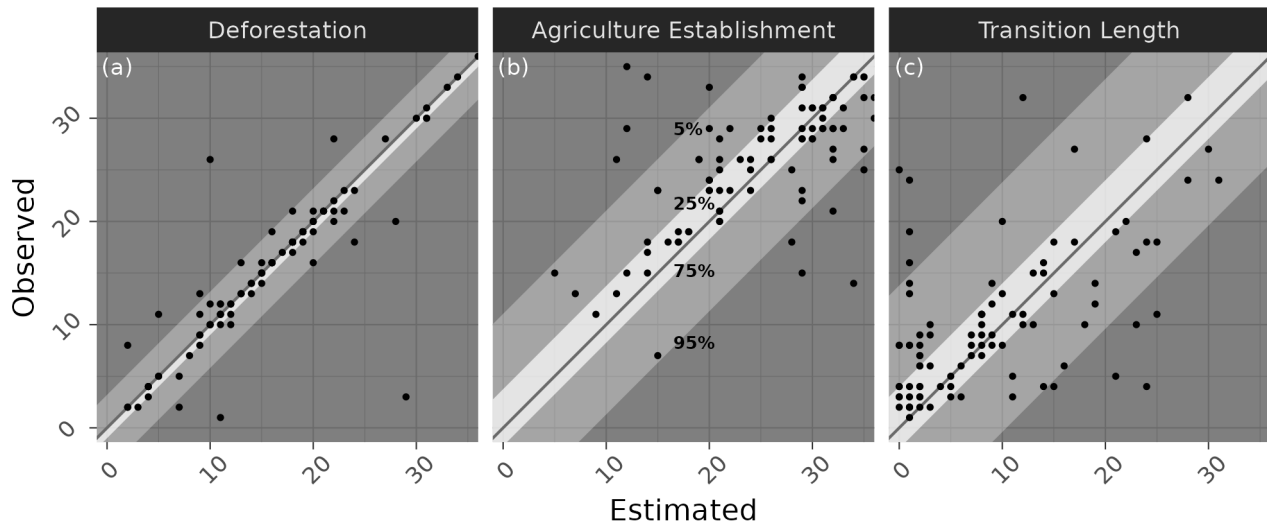 Deforestation
Agriculture Establishment
Transition Length
(a)
(b)
(c)
Observed
30
20
10
0
5%
25%
75%
95%
0
10
20
30
0
10
20
30
0
10
20
30
Estimated